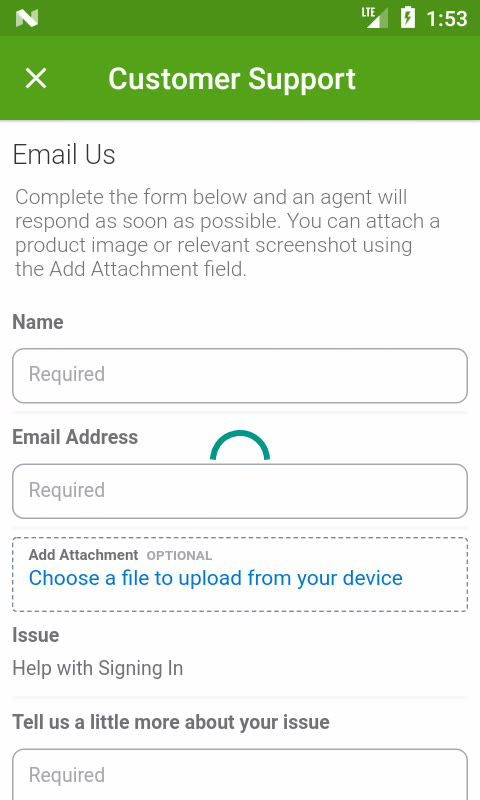 LTE 1:53
Customer Support
Email Us
Complete the form below and an agent will
respond as soon as possible. You can attach a
product image or relevant screenshot using
the Add Attachment field.
Name
Required
Email Address
Required
Add Attachment OPTIONAL
Choose a file to upload from your device
Issue
Help with Signing In
Tell us a little more about your issue
Required